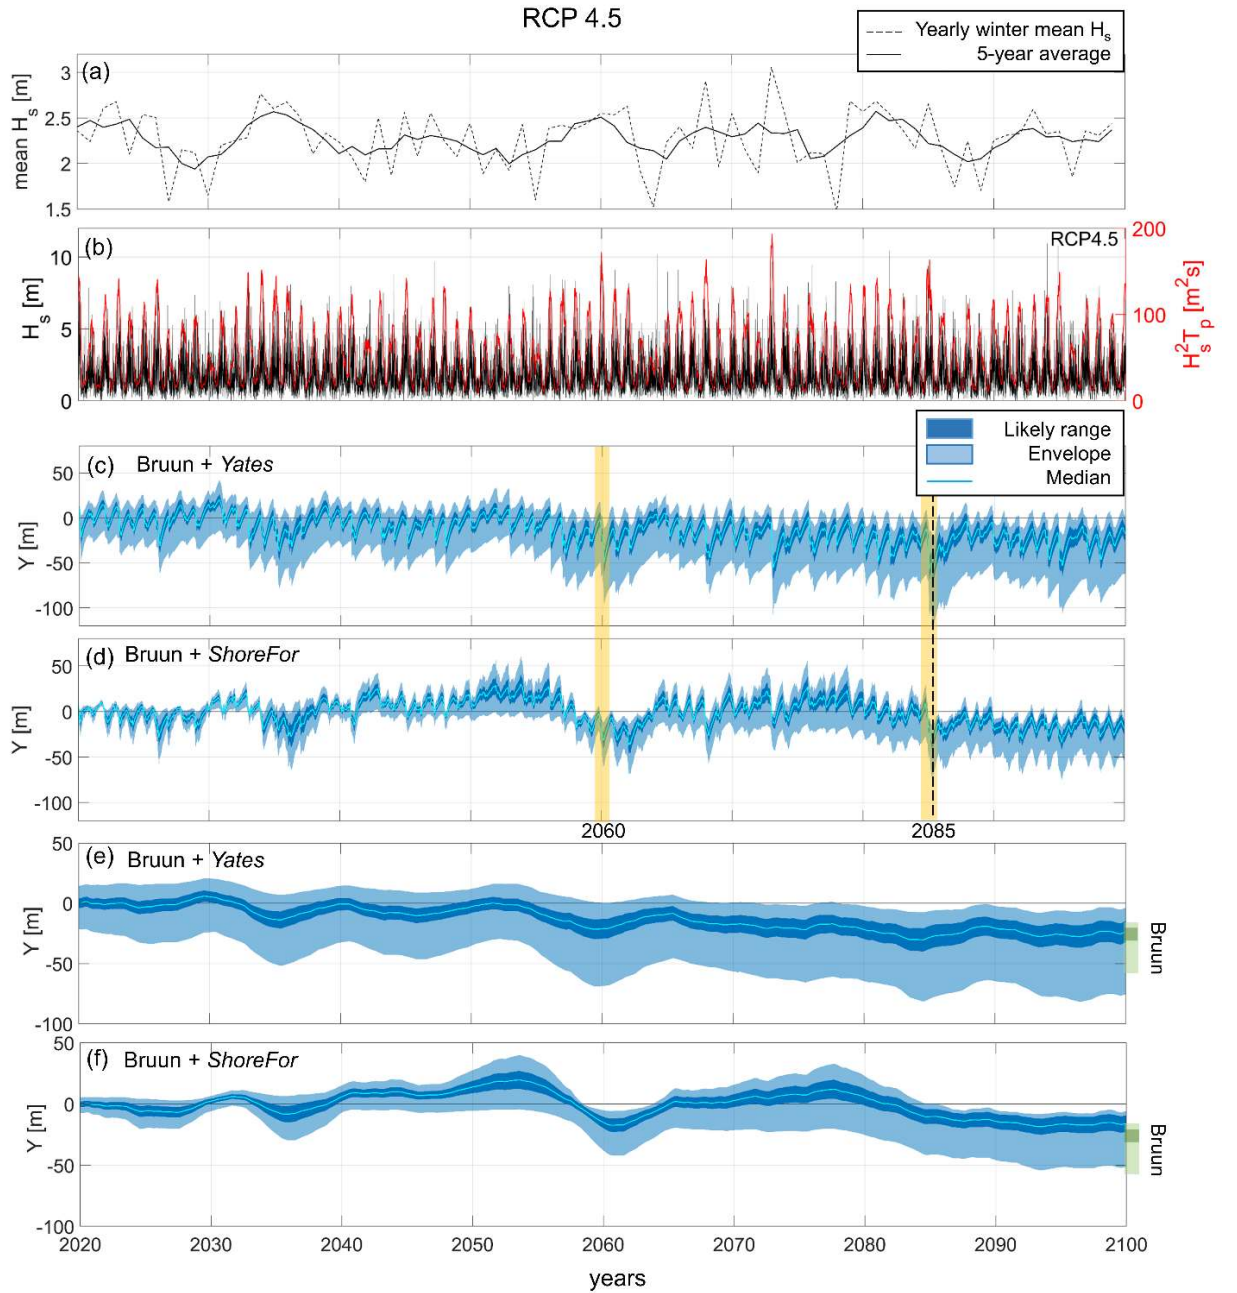 RCP 4.5
Yearly winter mean Hs
5-year average
(a)
mean Hs [m]
3
2.5
2
1.5
(b)
RCP4.5
Hs [m]
10
5
0
200
100
0
Hs²Tp [m²s]
Likely range
Envelope
Median
(c) Bruun + Yates
Y [m]
50
0
-50
-100
(d) Bruun + ShoreFor
Y [m]
50
0
-50
-100
2060 2085
(e) Bruun + Yates
Y [m]
50
0
-50
-100
Bruun
(f) Bruun + ShoreFor
Y [m]
50
0
-50
-100
Bruun
2020 2030 2040 2050 2060 2070 2080 2090 2100
years